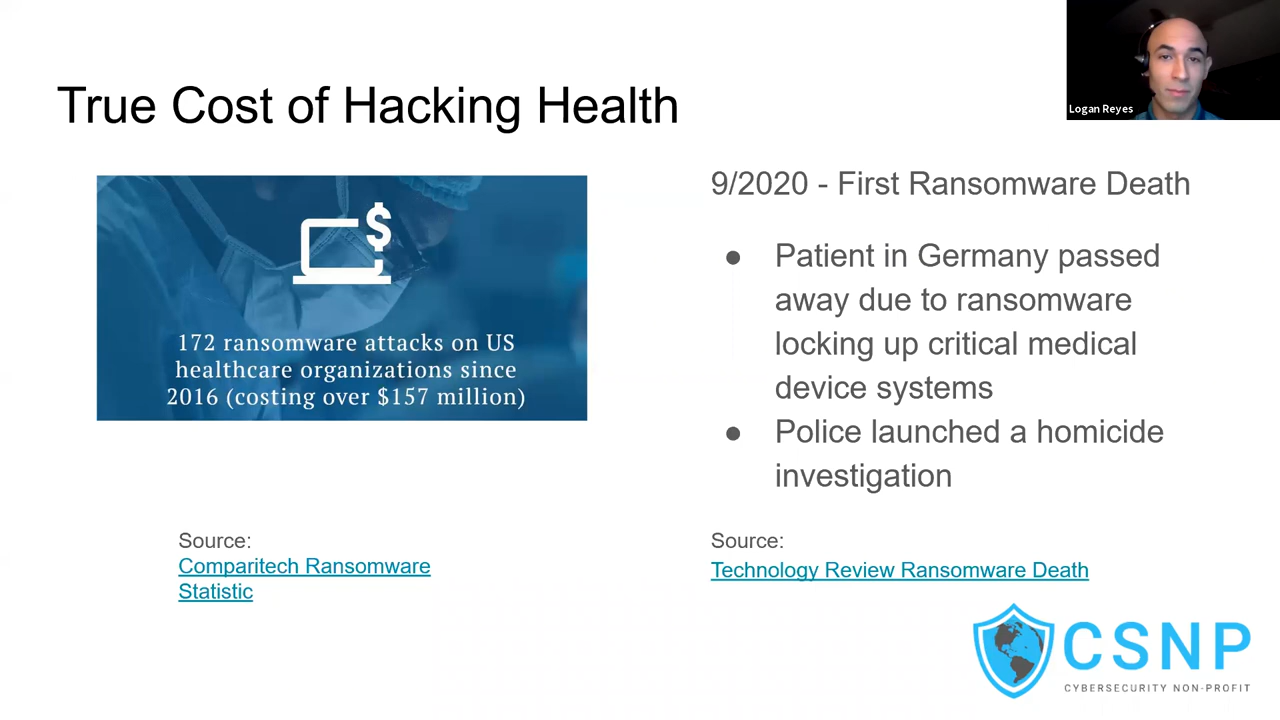 True Cost of Hacking Health
Logan Reyes
$
172 ransomware attacks on US
healthcare organizations since
2016 (costing over $157 million)
Source:
Comparitech Ransomware
Statistic
9/2020 - First Ransomware Death
● Patient in Germany passed
away due to ransomware
locking up critical medical
device systems
● Police launched a homicide
investigation
Source:
Technology Review Ransomware Death
CSNP
CYBERSECURITY NON-PROFIT